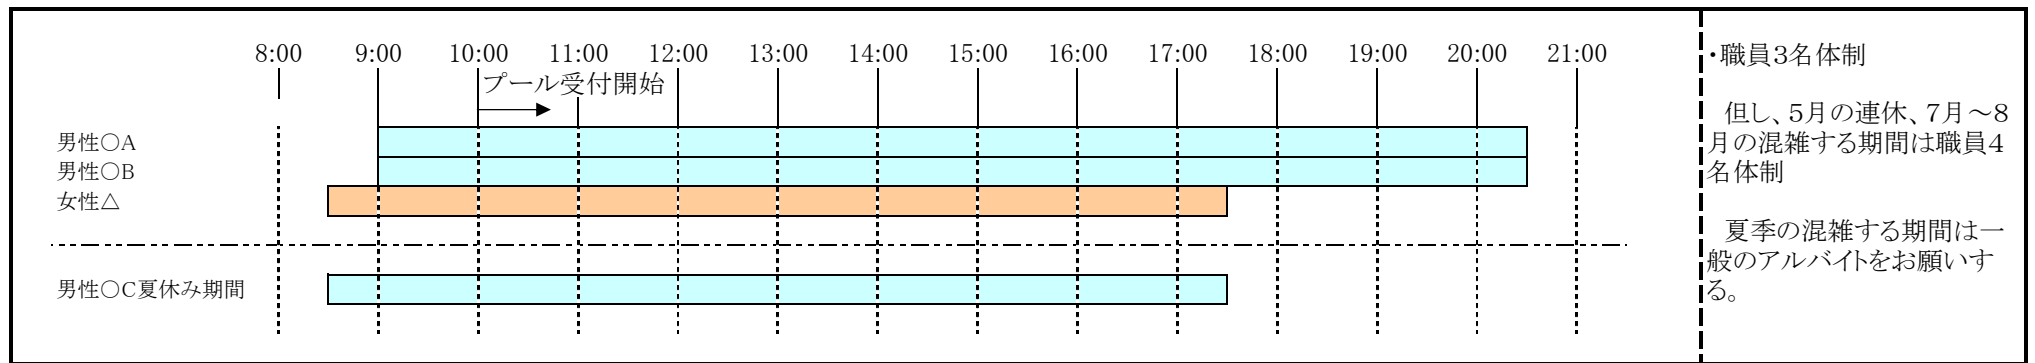 8:00 9:00 10:00 11:00 12:00 13:00 14:00 15:00 16:00 17:00 18:00 19:00 20:00 21:00
プール受付開始
男性○A
男性○B
女性△
男性○C夏休み期間
・職員3名体制
但し、5月の連休、7月～8
月の混雑する期間は職員4
名体制
夏季の混雑する期間は一
般のアルバイトをお願いす
る。